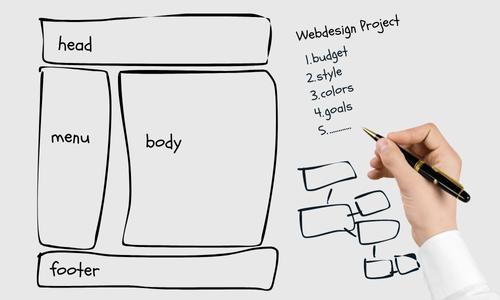 head
menu
body
footer
Webdesign Project
1.budget
2.style
3.colors
4.goals
5...........